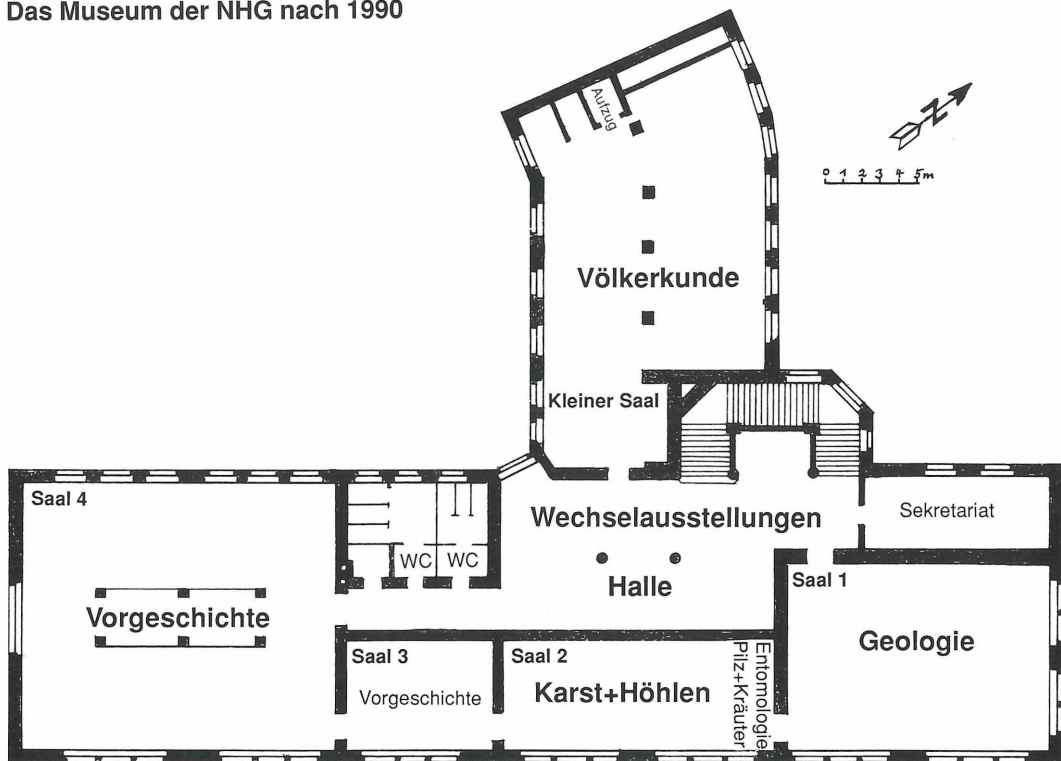 Das Museum der NHG nach 1990
Aufzug
N
0 1 2 3 4 5m
Völkerkunde
Kleiner Saal
Saal 4
Wechselausstellungen
Sekretariat
WC WC
Halle
Saal 1
Vorgeschichte
Geologie
Saal 3
Vorgeschichte
Saal 2
Karst+Höhlen
Entomologie
Pilz+Kräuter